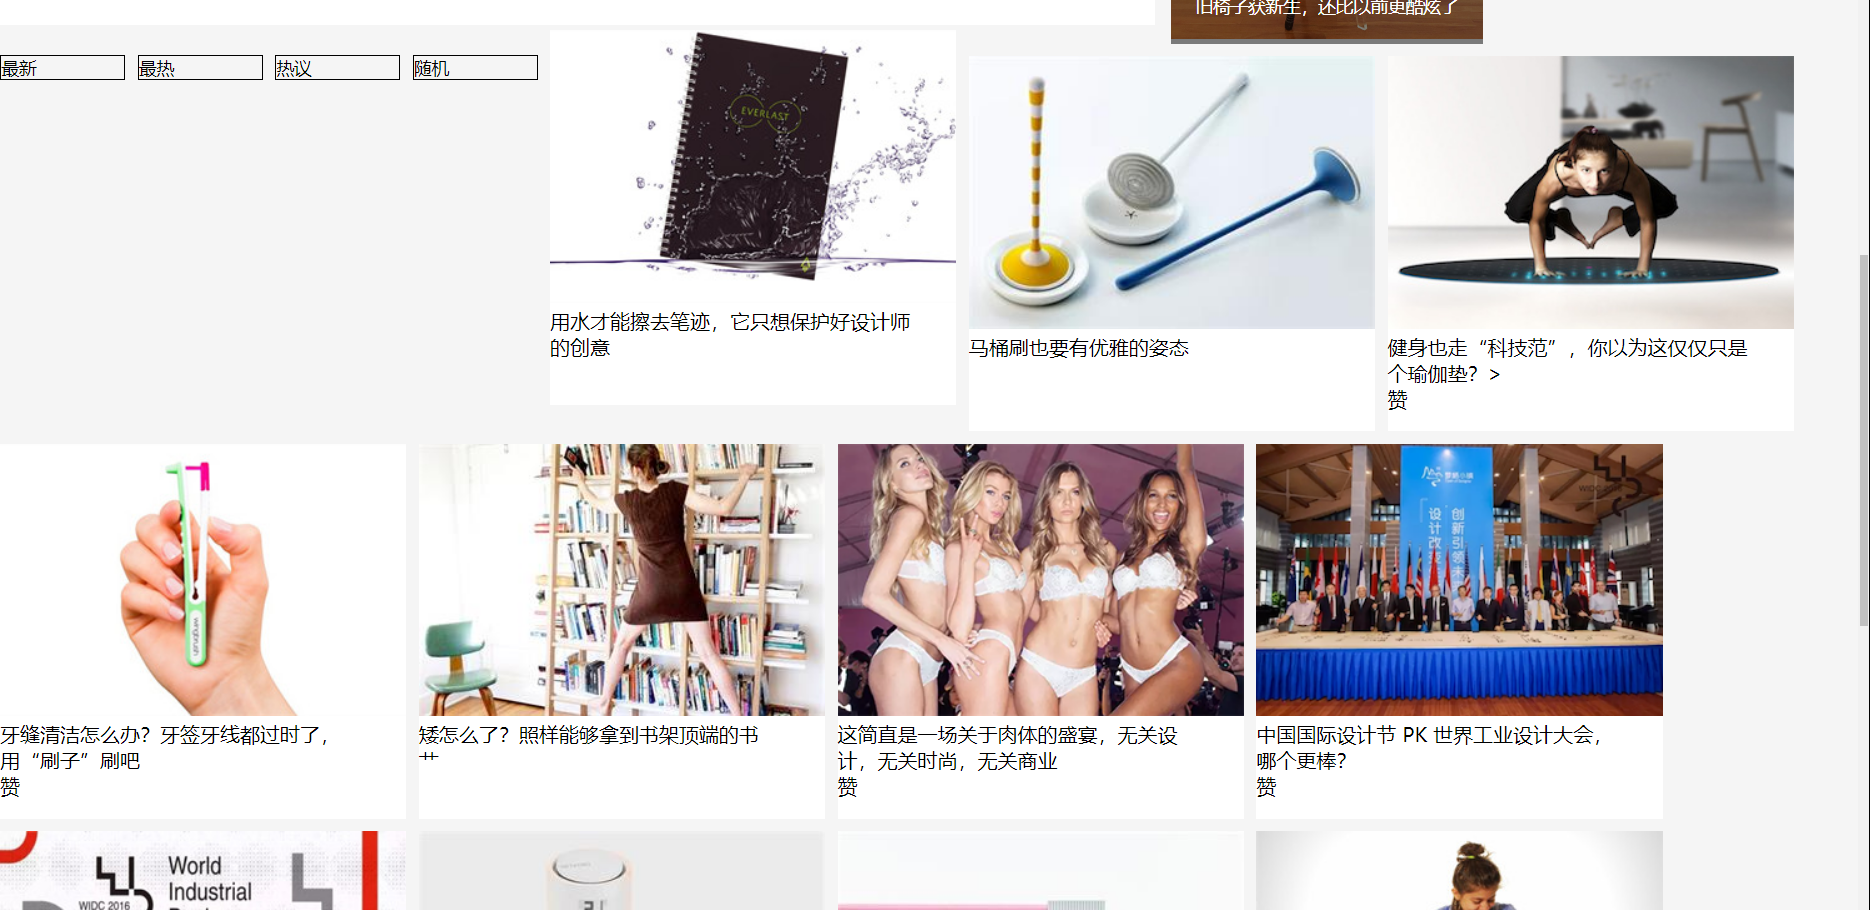 旧椅子获新生，还比以前更酷炫了
最新
最热
热议
随机
EVERLAST
用水才能擦去笔迹，它只想保护好设计师
的创意
马桶刷也要有优雅的姿态
健身也走“科技范”，你以为这仅仅只是
个瑜伽垫？>
赞
牙缝清洁怎么办？牙签牙线都过时了，
用“刷子”刷吧
赞
矮怎么了？照样能够拿到书架顶端的书
这简直是一场关于肉体的盛宴，无关设
计，无关时尚，无关商业
赞
创新引领未
设计改变
中国国际设计节 PK 世界工业设计大会，
哪个更棒？
赞
World
Industrial
WIDC 2016